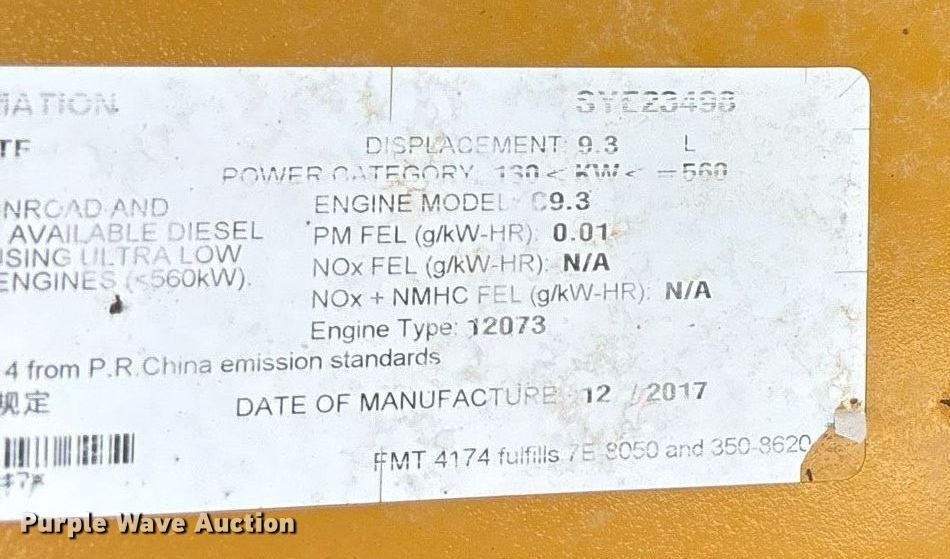 MATION SYE23498
TF DISPLACEMENT: 9.3 L
POWER CATEGORY: 130 < KW < = 560
NROAD AND ENGINE MODEL: C9.3
AVAILABLE DIESEL PM FEL (g/kW-HR): 0.01
USING ULTRA LOW NOx FEL (g/kW-HR): N/A
ENGINES (<560kW). NOx + NMHC FEL (g/kW-HR): N/A
Engine Type: 12073
4 from P.R.China emission standards
规定 DATE OF MANUFACTURE: 12 / 2017
FMT 4174 fulfills 7E-8050 and 350-8620
Purple Wave Auction